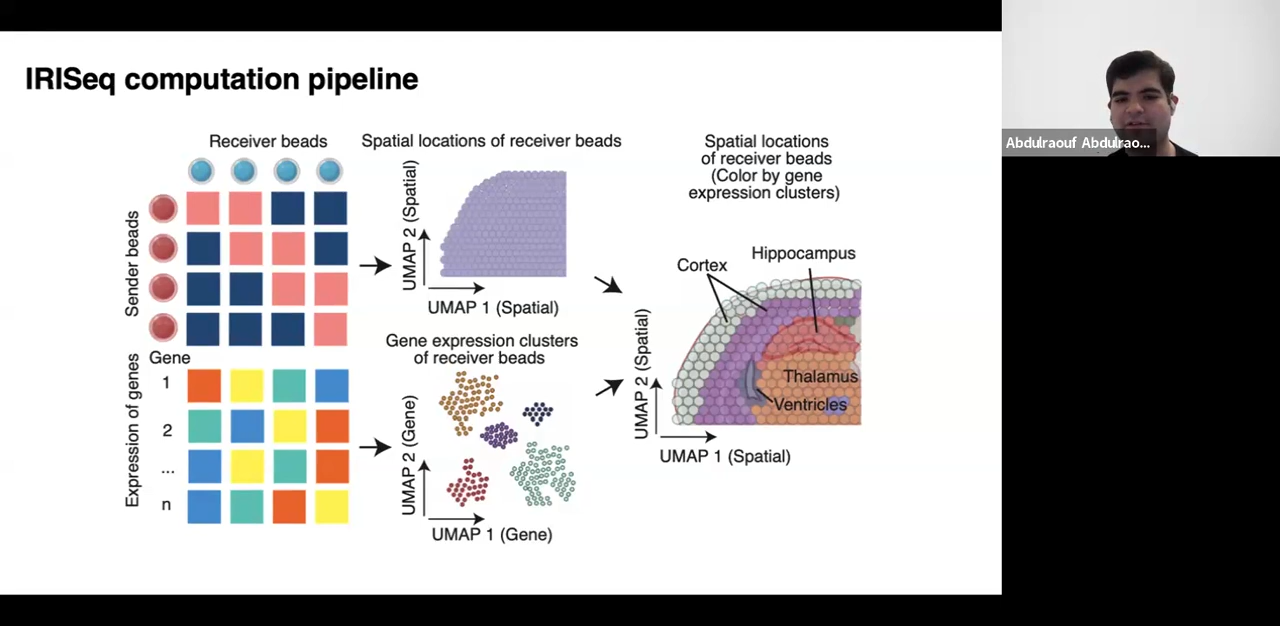 IRISeq computation pipeline
Receiver beads
Sender beads
Gene
Expression of genes
1
2
...
n
Spatial locations of receiver beads
UMAP 2 (Spatial)
UMAP 1 (Spatial)
Gene expression clusters
of receiver beads
UMAP 2 (Gene)
UMAP 1 (Gene)
Spatial locations
of receiver beads
(Color by gene
expression clusters)
Hippocampus
Cortex
Thalamus
Ventricles
UMAP 2 (Spatial)
UMAP 1 (Spatial)
Abdulraouf Abdulrao...